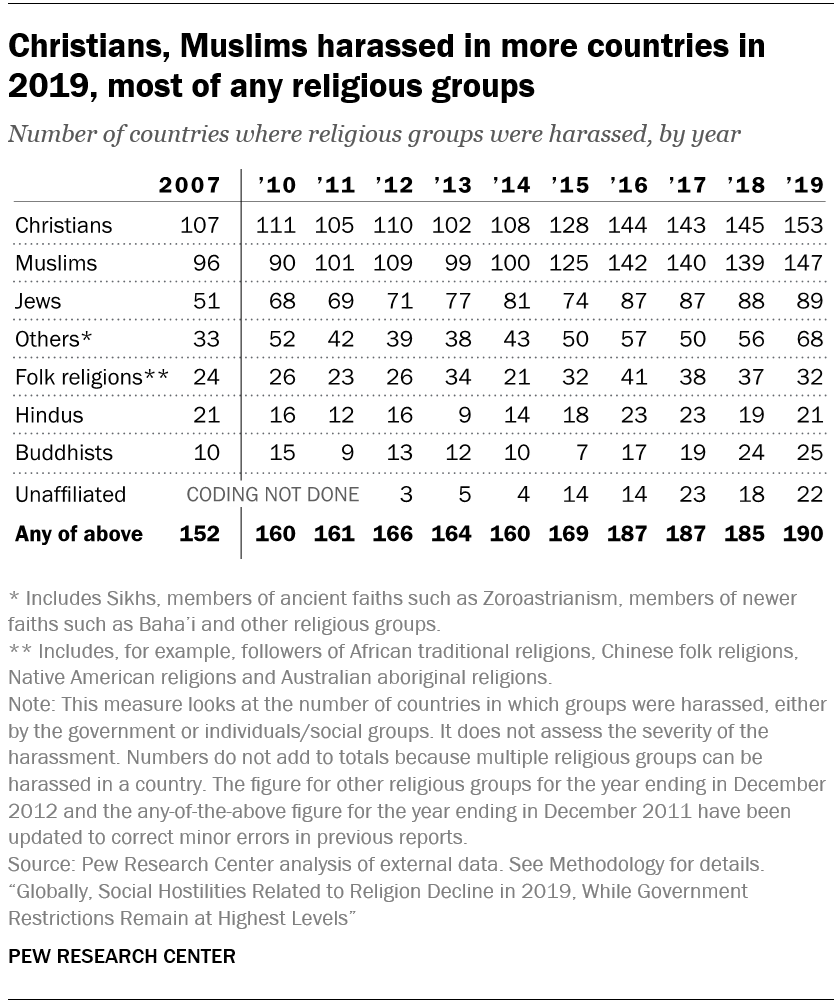 Christians, Muslims harassed in more countries in
2019, most of any religious groups
Number of countries where religious groups were harassed, by year
2007 ’10 ’11 ’12 ’13 ’14 ’15 ’16 ’17 ’18 ’19
Christians 107 111 105 110 102 108 128 144 143 145 153
Muslims 96 90 101 109 99 100 125 142 140 139 147
Jews 51 68 69 71 77 81 74 87 87 88 89
Others* 33 52 42 39 38 43 50 57 50 56 68
Folk religions** 24 26 23 26 34 21 32 41 38 37 32
Hindus 21 16 12 16 9 14 18 23 23 19 21
Buddhists 10 15 9 13 12 10 7 17 19 24 25
Unaffiliated CODING NOT DONE 3 5 4 14 14 23 18 22
Any of above 152 160 161 166 164 160 169 187 187 185 190
* Includes Sikhs, members of ancient faiths such as Zoroastrianism, members of newer
faiths such as Baha’i and other religious groups.
** Includes, for example, followers of African traditional religions, Chinese folk religions,
Native American religions and Australian aboriginal religions.
Note: This measure looks at the number of countries in which groups were harassed, either
by the government or individuals/social groups. It does not assess the severity of the
harassment. Numbers do not add to totals because multiple religious groups can be
harassed in a country. The figure for other religious groups for the year ending in December
2012 and the any-of-the-above figure for the year ending in December 2011 have been
updated to correct minor errors in previous reports.
Source: Pew Research Center analysis of external data. See Methodology for details.
“Globally, Social Hostilities Related to Religion Decline in 2019, While Government
Restrictions Remain at Highest Levels”
PEW RESEARCH CENTER